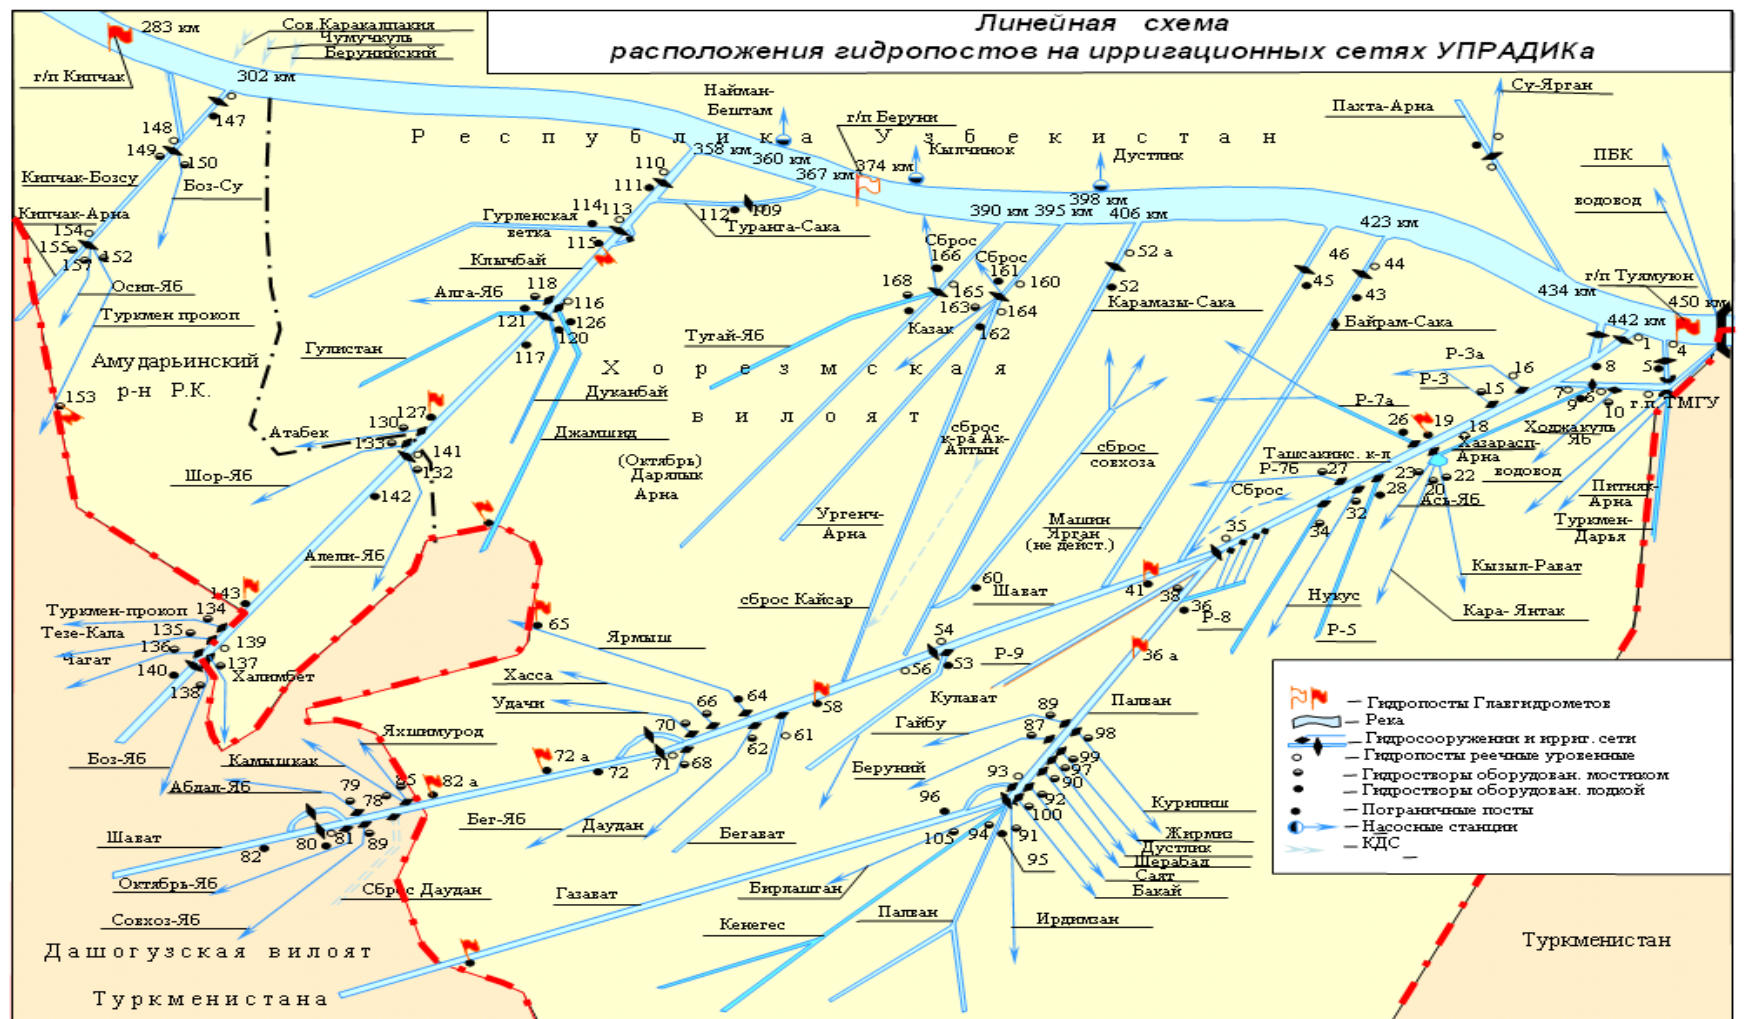 Линейная схема
расположения гидропостов на ирригационных сетях УПРАДИКа
283 км
Сов.Каракалпакия
Чумучкуль
Берунийский
г/п Кипчак
302 км
Найман-
Бештам
г/п Беруни
Су-Ярган
Пахта-Арна
147
148
149
150
Республика Узбекистан
358 км
360 км
367 км
374 км
Кылчинок
Дустлик
ПБК
Кипчак-Бозсу
Боз-Су
110
111
112
109
Туранга-Сака
390 км
395 км
398 км
406 км
423 км
водовод
Кипчак-Арна
154
155
157
152
Гурленская
ветка
114
113
115
Клычбай
Сброс
166
Сброс
161
160
52 а
46
45
44
43
г/п Туямуюн
434 км
450 км
442 км
Осип-Яб
Туркмен прокоп
Алга-Яб
118
116
126
121
120
117
168
165
163
164
162
Казак
52
Карамазы-Сака
Байрам-Сака
Тугай-Яб
Гулистан
Амударьинский
р-н Р.К.
Хорезмская
вилоят
Р-3а
16
Р-3
15
8
1
4
5
7
9
6
10
г.п. ТМГУ
153
127
130
133
Атабек
141
132
Шор-Яб
142
Дуканбай
Джамшид
(Октябрь)
Дарялык
Арна
сброс
к-ра Ак-
Алтын
сброс
совхоза
Р-7а
26
19
18
Хазарасп-
Арна
Ходжакуль
Яб
водовод
Ташсакинс. к-л
Р-7б
27
23
22
20
Ась-Яб
Питняк-
Арна
Туркмен-
Дарья
Сброс
28
32
34
35
Ургенч-
Арна
Машин
Ярган
(не дейст.)
Алели-Яб
Кызыл-Рават
Кара- Янтак
Нукус
Р-5
Р-8
143
Туркмен-прокоп
134
Тезе-Кала
135
136
Чагат
140
139
137
138
Халимбет
65
Ярмыш
сброс Кайсар
60
Шават
41
38
36
36 а
54
53
56
Р-9
Хасса
Удачи
66
64
70
71
68
62
61
58
Кулават
Гайбу
Беруний
Палван
89
87
98
99
97
90
93
92
100
96
105
94
91
95
Боз-Яб
Яхшимурод
Камышкак
Абдал-Яб
79
78
85
82 а
72 а
72
Шават
82
80
81
89
Бег-Яб
Даудан
Бегават
Курилиш
Жирмиз
Дустлик
Шерабад
Саят
Бакай
Октябрь-Яб
Сброс Даудан
Совхоз-Яб
Газават
Бирлашган
Кенегес
Палван
Ирдимзан
Дашогузская вилоят
Туркменистана
Туркменистан
– Гидропосты Главгидрометов
– Река
– Гидросооружении и ирриг. сети
– Гидропосты реечные уровенные
– Гидростворы оборудован. мостиком
– Гидростворы оборудован. лодкой
– Пограничные посты
– Насосные станции
– КДС